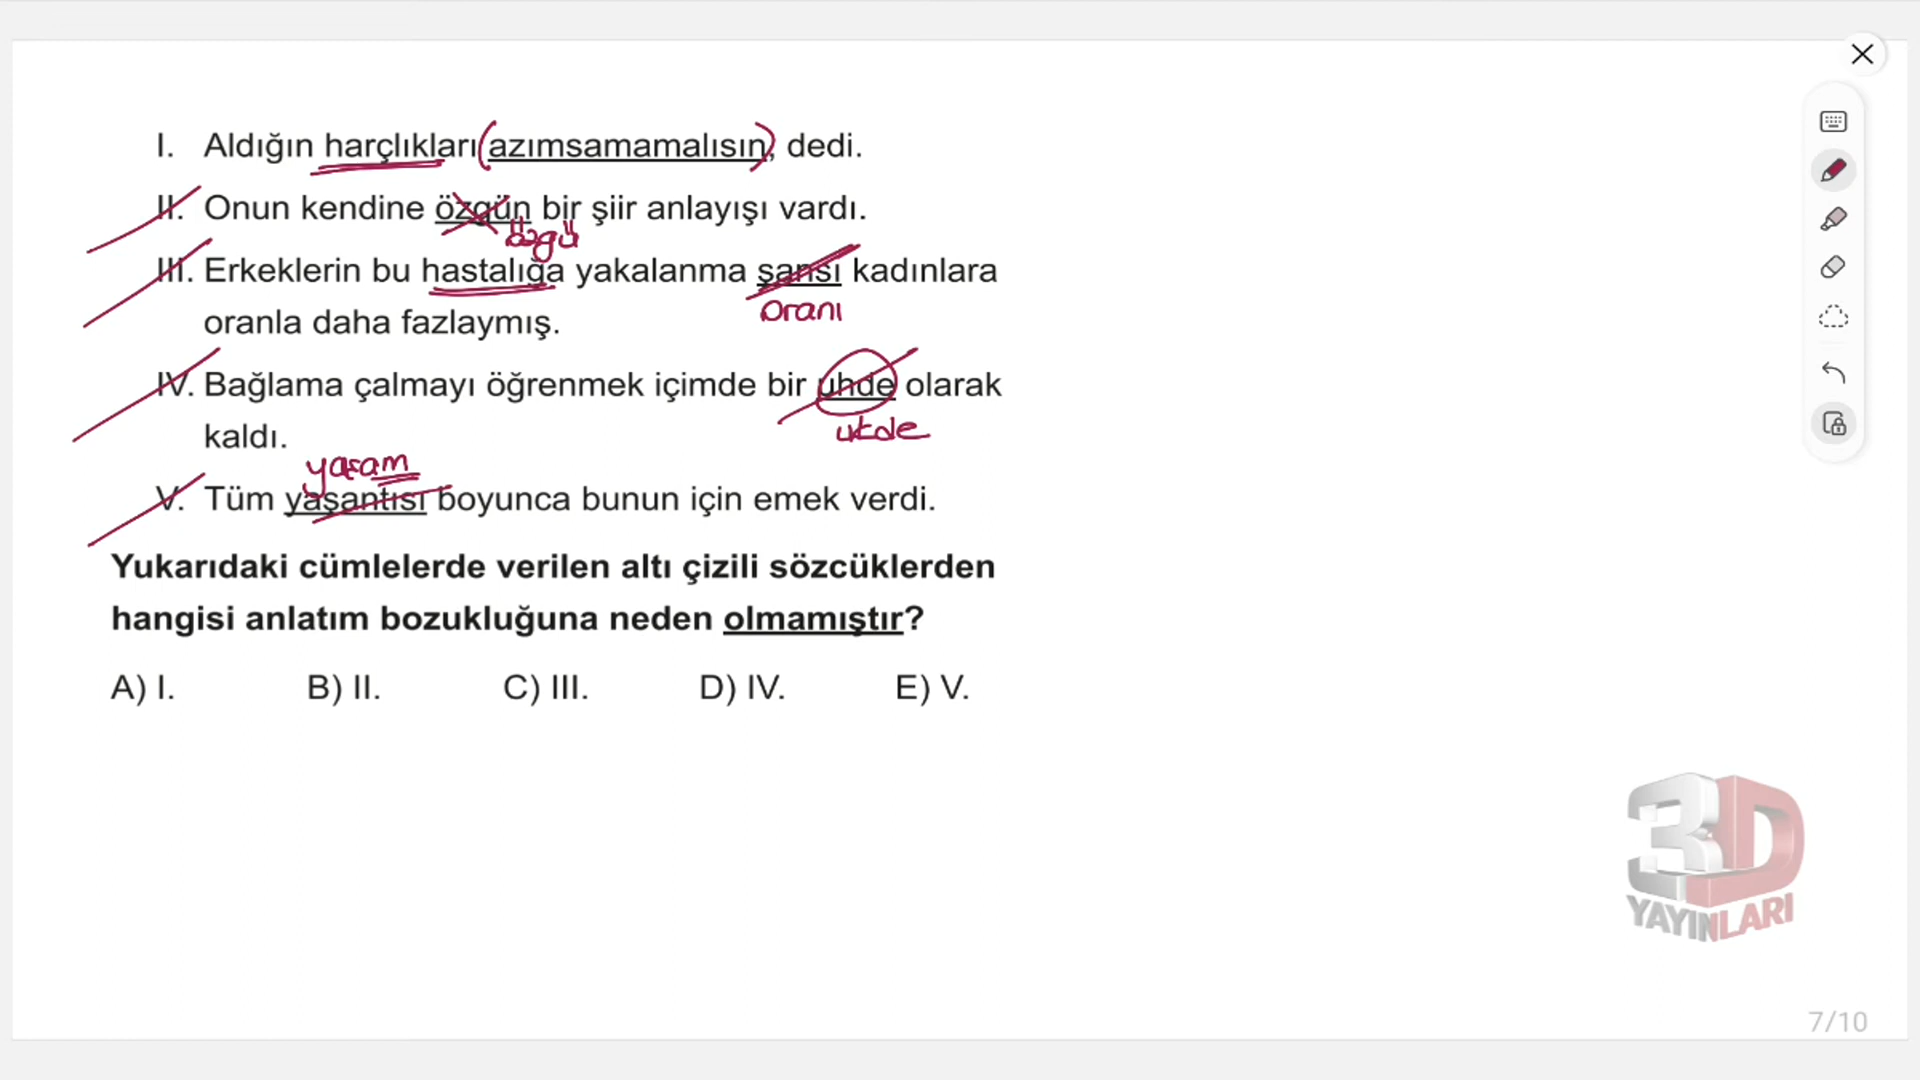 I. Aldığın harçlıkları (azımsamamalısın), dedi.
II. Onun kendine özgün bir şiir anlayışı vardı.
özgü
III. Erkeklerin bu hastalığa yakalanma şansı kadınlara
oranla daha fazlaymış.
oranı
IV. Bağlama çalmayı öğrenmek içimde bir uhde olarak
kaldı.
ukde
yaşam
V. Tüm yaşantısı boyunca bunun için emek verdi.
Yukarıdaki cümlelerde verilen altı çizili sözcüklerden
hangisi anlatım bozukluğuna neden olmamıştır?
A) I. B) II. C) III. D) IV. E) V.
3D
YAYINLARI
7/10